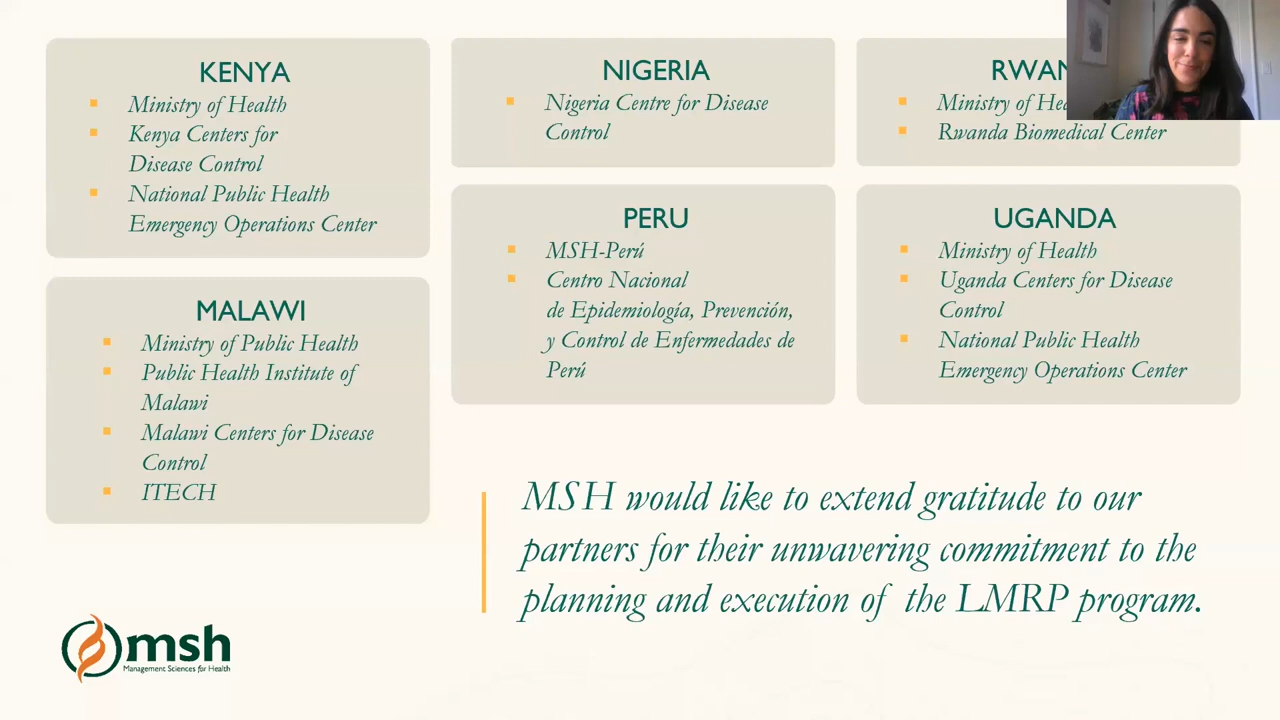 KENYA
Ministry of Health
Kenya Centers for
Disease Control
National Public Health
Emergency Operations Center
NIGERIA
Nigeria Centre for Disease
Control
Ministry of
Rwanda Biomedical Center
MALAWI
Ministry of Public Health
Public Health Institute of
Malawi
Malawi Centers for Disease
Control
ITECH
PERU
MSH-Perú
Centro Nacional
de Epidemiología, Prevención,
y Control de Enfermedades de
Perú
UGANDA
Ministry of Health
Uganda Centers for Disease
Control
National Public Health
Emergency Operations Center
MSH would like to extend gratitude to our
partners for their unwavering commitment to the
planning and execution of the LMRP program.
msh
Management Sciences for Health